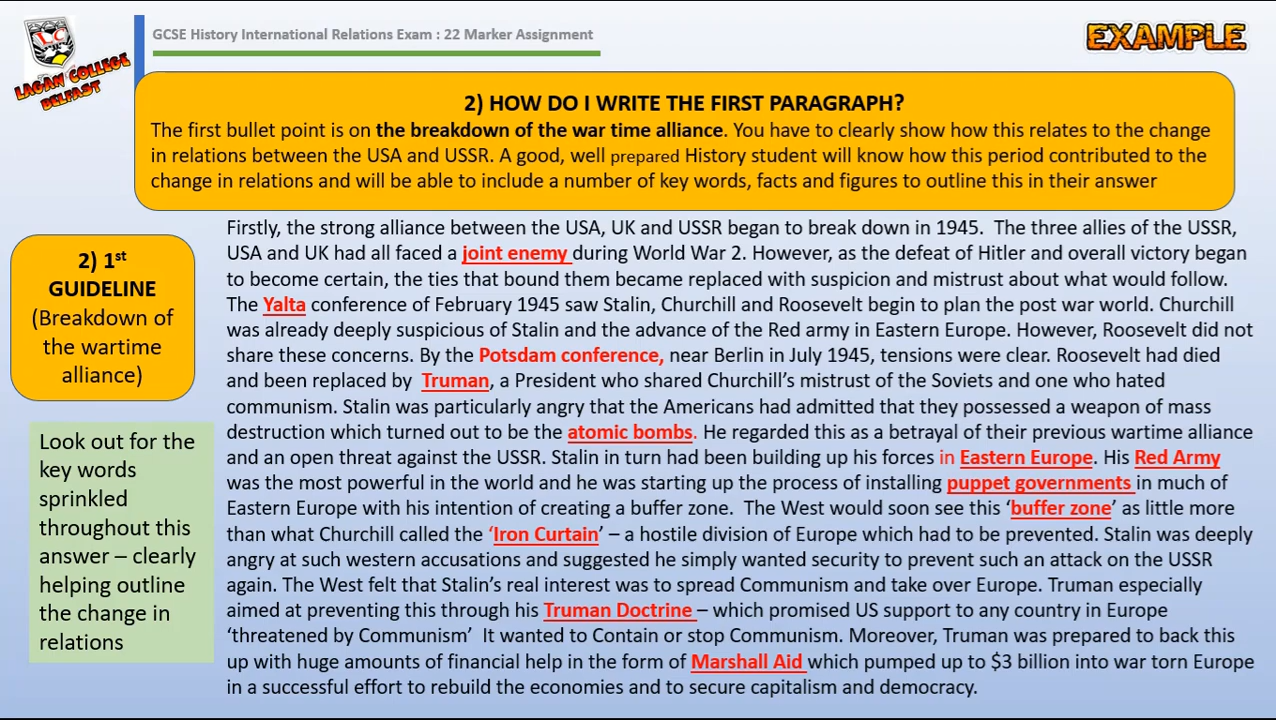 GCSE History International Relations Exam : 22 Marker Assignment
EXAMPLE
LC
LAGAN COLLEGE
BELFAST
2) HOW DO I WRITE THE FIRST PARAGRAPH?
The first bullet point is on the breakdown of the war time alliance. You have to clearly show how this relates to the change
in relations between the USA and USSR. A good, well prepared History student will know how this period contributed to the
change in relations and will be able to include a number of key words, facts and figures to outline this in their answer
2) 1st
GUIDELINE
(Breakdown of
the wartime
alliance)
Look out for the
key words
sprinkled
throughout this
answer – clearly
helping outline
the change in
relations
Firstly, the strong alliance between the USA, UK and USSR began to break down in 1945. The three allies of the USSR,
USA and UK had all faced a joint enemy during World War 2. However, as the defeat of Hitler and overall victory began
to become certain, the ties that bound them became replaced with suspicion and mistrust about what would follow.
The Yalta conference of February 1945 saw Stalin, Churchill and Roosevelt begin to plan the post war world. Churchill
was already deeply suspicious of Stalin and the advance of the Red army in Eastern Europe. However, Roosevelt did not
share these concerns. By the Potsdam conference, near Berlin in July 1945, tensions were clear. Roosevelt had died
and been replaced by Truman, a President who shared Churchill's mistrust of the Soviets and one who hated
communism. Stalin was particularly angry that the Americans had admitted that they possessed a weapon of mass
destruction which turned out to be the atomic bombs. He regarded this as a betrayal of their previous wartime alliance
and an open threat against the USSR. Stalin in turn had been building up his forces in Eastern Europe. His Red Army
was the most powerful in the world and he was starting up the process of installing puppet governments in much of
Eastern Europe with his intention of creating a buffer zone. The West would soon see this 'buffer zone' as little more
than what Churchill called the 'Iron Curtain' – a hostile division of Europe which had to be prevented. Stalin was deeply
angry at such western accusations and suggested he simply wanted security to prevent such an attack on the USSR
again. The West felt that Stalin's real interest was to spread Communism and take over Europe. Truman especially
aimed at preventing this through his Truman Doctrine – which promised US support to any country in Europe
'threatened by Communism' It wanted to Contain or stop Communism. Moreover, Truman was prepared to back this
up with huge amounts of financial help in the form of Marshall Aid which pumped up to $3 billion into war torn Europe
in a successful effort to rebuild the economies and to secure capitalism and democracy.